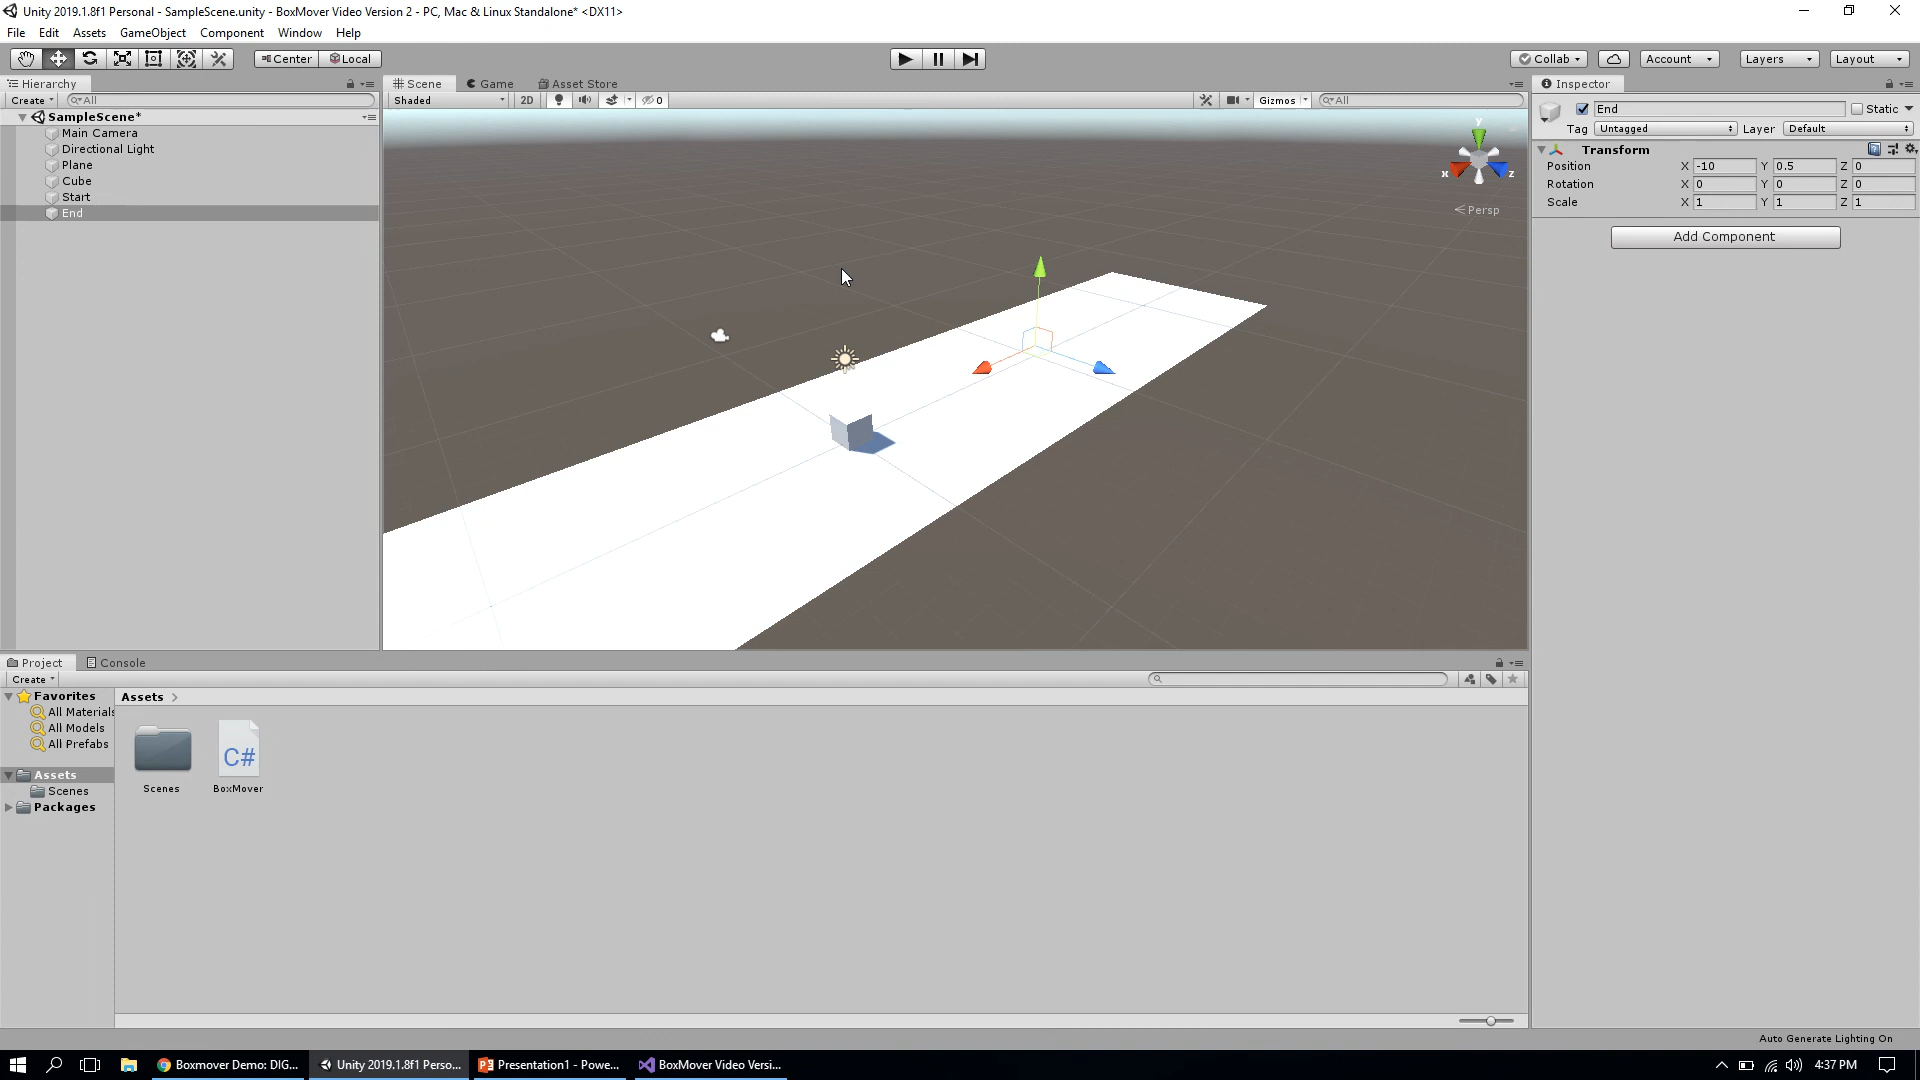 Unity 2019.1.8f1 Personal - SampleScene.unity - BoxMover Video Version 2 - PC, Mac & Linux Standalone* <DX11>
File Edit Assets GameObject Component Window Help
Center Local Collab Account Layers Layout
Hierarchy
Create All
SampleScene*
Main Camera
Directional Light
Plane
Cube
Start
End
Scene Game Asset Store
Shaded 2D 0 Gizmos All
y
x z
Persp
Inspector
End Static
Tag Untagged Layer Default
Transform
Position X -10 Y 0.5 Z 0
Rotation X 0 Y 0 Z 0
Scale X 1 Y 1 Z 1
Add Component
Project Console
Create
Favorites
All Materials
All Models
All Prefabs
Assets
Scenes
Packages
Assets
C#
Scenes BoxMover
Auto Generate Lighting On
Boxmover Demo: DIG... Unity 2019.1.8f1 Perso... Presentation1 - Powe... BoxMover Video Versi... 4:37 PM